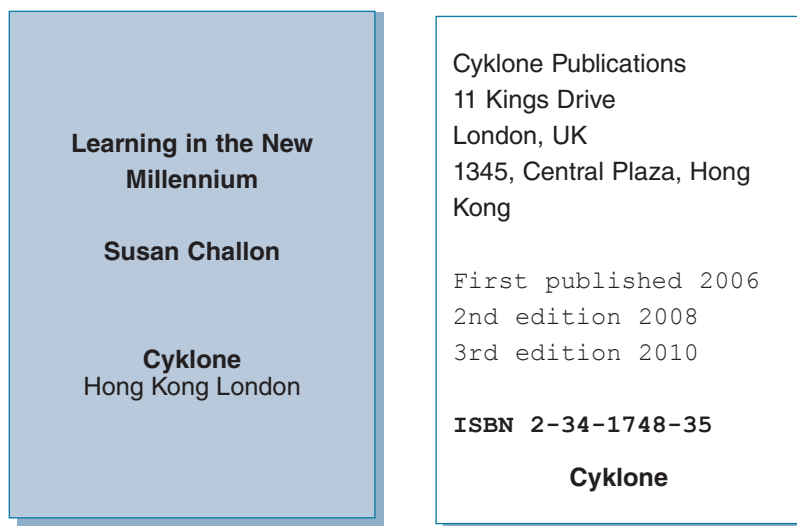 Learning in the New
Millennium
Susan Challon
Cyklone
Hong Kong London
Cyklone Publications
11 Kings Drive
London, UK
1345, Central Plaza, Hong
Kong
First published 2006
2nd edition 2008
3rd edition 2010
ISBN 2-34-1748-35
Cyklone